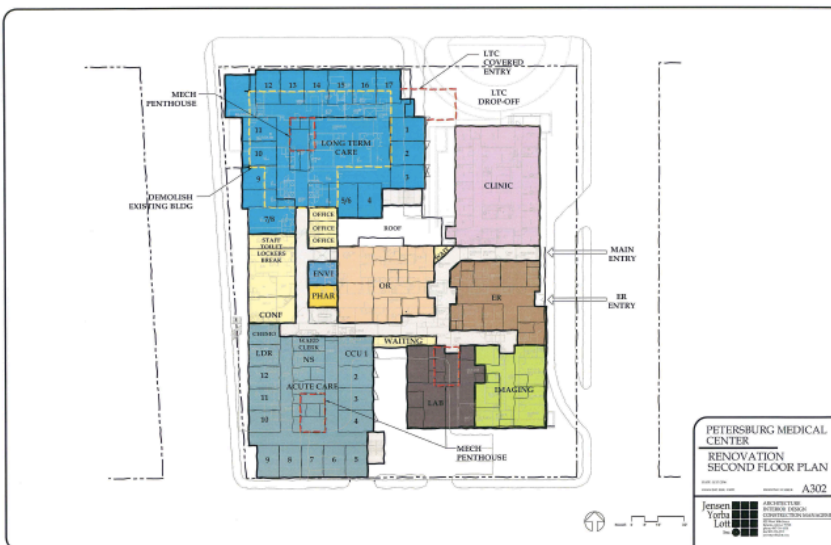 LTC
COVERED
ENTRY
LTC
DROP-OFF
MECH
PENTHOUSE
12 13 14 15 16 17
11
10
9
7/8
LONG TERM
CARE
1
2
3
5/6 4
DEMOLISH
EXISTING BLDG
CLINIC
OFFICE
OFFICE
OFFICE
ROOF
STAFF
TOILET
LOCKERS
BREAK
CONF
ENVI
PHAR
OR
MAIN
ENTRY
ER
ER
ENTRY
CHEMO
WARD
CLERK
NS
LDR
CCU 1
WAITING
12
11
10
ACUTE CARE
2
3
4
9 8 7 6 5
LAB
IMAGING
MECH
PENTHOUSE
PETERSBURG MEDICAL
CENTER
RENOVATION
SECOND FLOOR PLAN
A302
Jensen
Yorba
Lott
Inc.
ARCHITECTURE
INTERIOR DESIGN
CONSTRUCTION MANAGEMENT